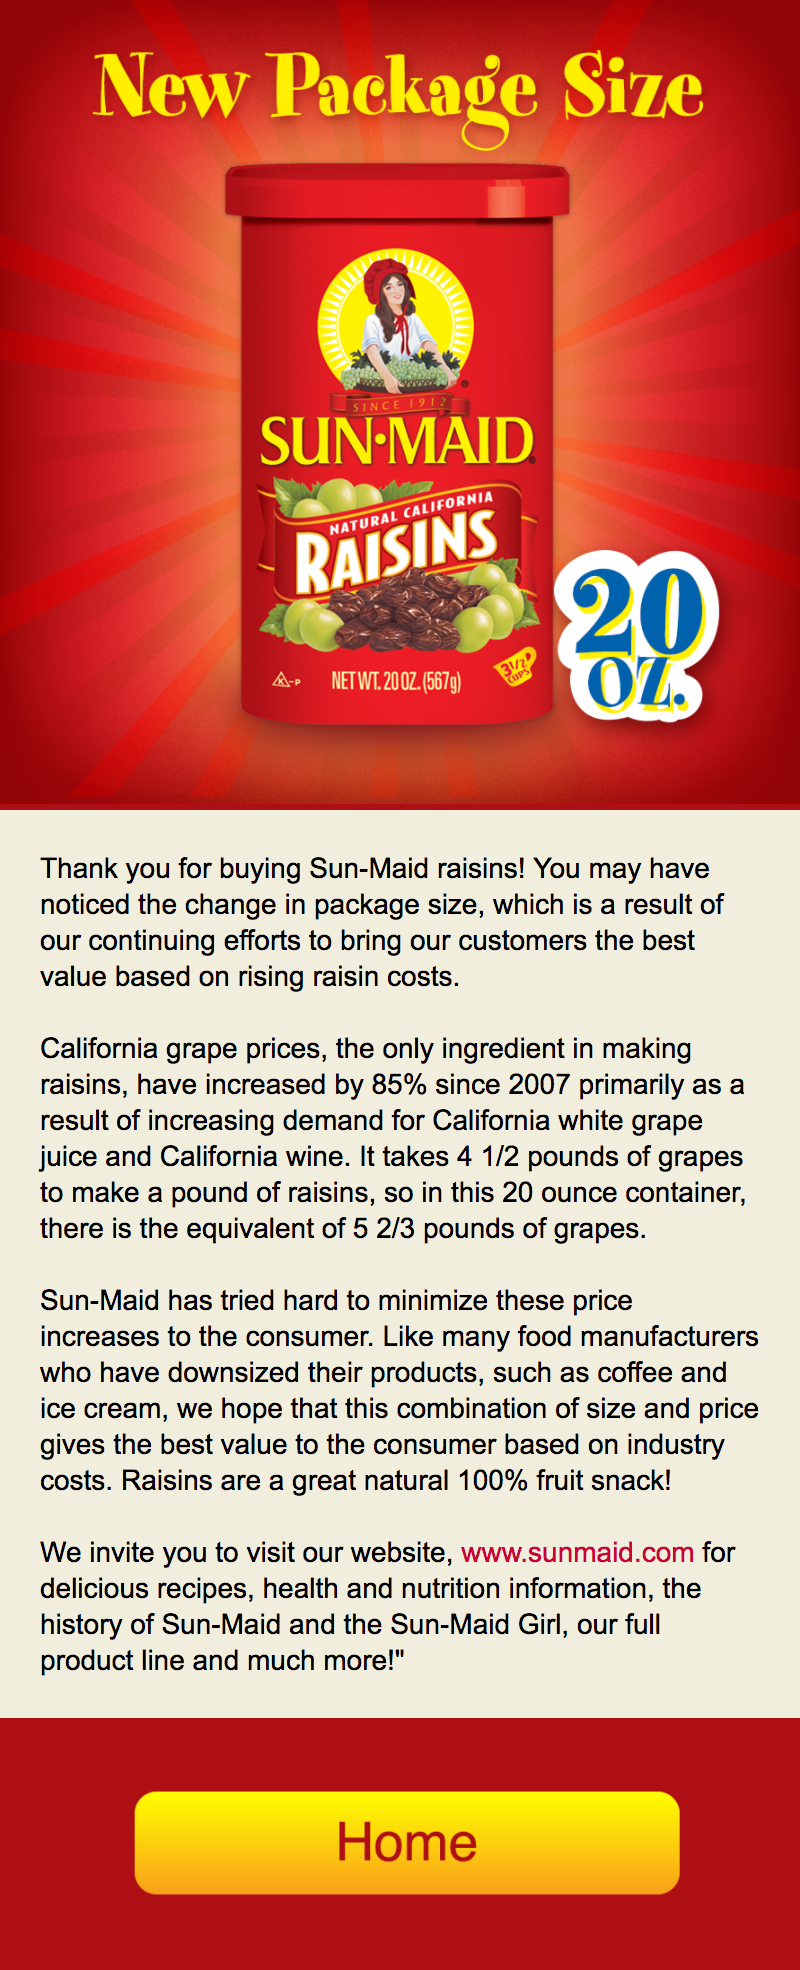 New Package Size
SINCE 1912
SUN•MAID®
NATURAL CALIFORNIA
RAISINS
3 1/2 CUPS
K-P
NET WT. 20 OZ. (567g)
20
OZ.
Thank you for buying Sun-Maid raisins! You may have
noticed the change in package size, which is a result of
our continuing efforts to bring our customers the best
value based on rising raisin costs.
California grape prices, the only ingredient in making
raisins, have increased by 85% since 2007 primarily as a
result of increasing demand for California white grape
juice and California wine. It takes 4 1/2 pounds of grapes
to make a pound of raisins, so in this 20 ounce container,
there is the equivalent of 5 2/3 pounds of grapes.
Sun-Maid has tried hard to minimize these price
increases to the consumer. Like many food manufacturers
who have downsized their products, such as coffee and
ice cream, we hope that this combination of size and price
gives the best value to the consumer based on industry
costs. Raisins are a great natural 100% fruit snack!
We invite you to visit our website, www.sunmaid.com for
delicious recipes, health and nutrition information, the
history of Sun-Maid and the Sun-Maid Girl, our full
product line and much more!"
Home